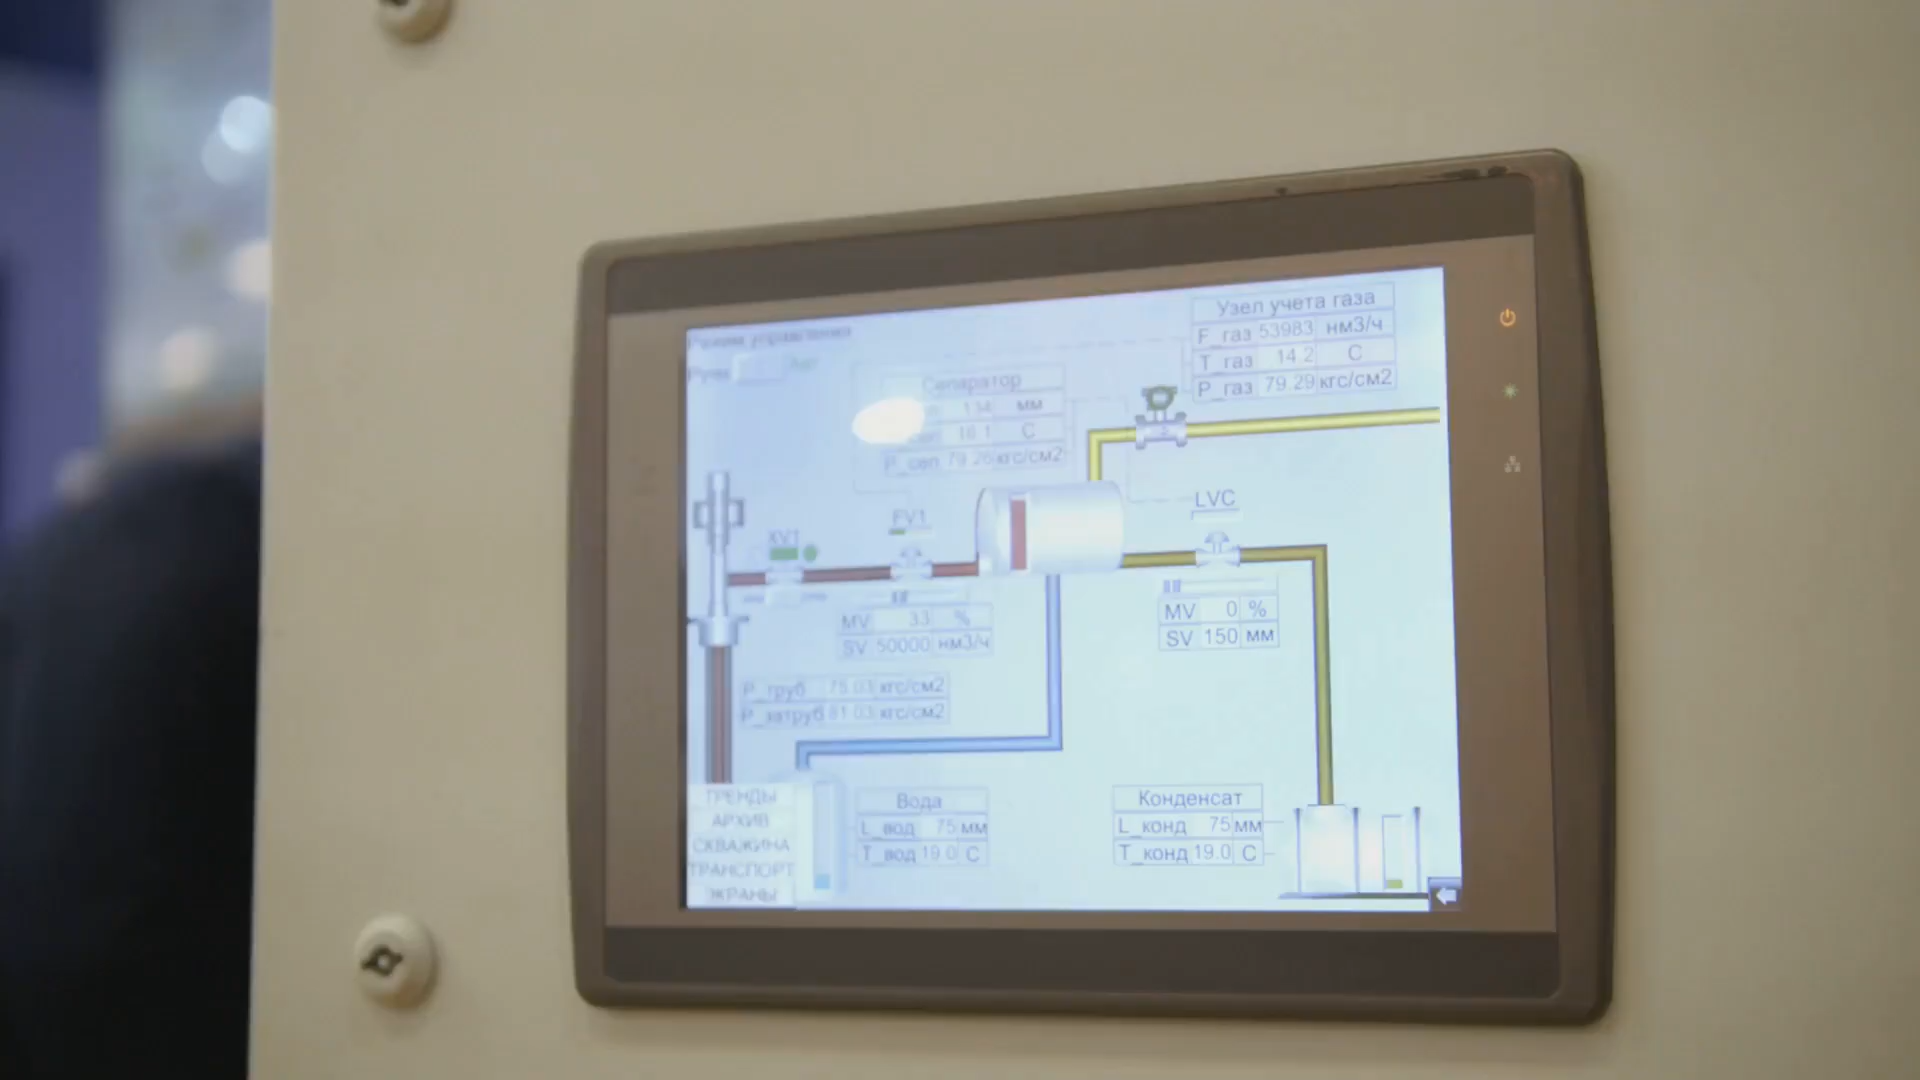 Режим управления
Узел учета газа
F_газ 53983 нм3/ч
T_газ 14.2 С
P_газ 79.29 кгс/см2
Сепаратор
134 мм
С
P_сеп 79.26 кгс/см2
LVC
FV1
XV1
MV 33 %
SV 50000 нм3/ч
MV 0 %
SV 150 мм
P_труб кгс/см2
P_затруб 81.03 кгс/см2
ТРЕНДЫ
АРХИВ
СКВАЖИНА
ТРАНСПОРТ
ЭКРАНЫ
Вода
L_вод 75 мм
T_вод 19.0 С
Конденсат
L_конд 75 мм
T_конд 19.0 С